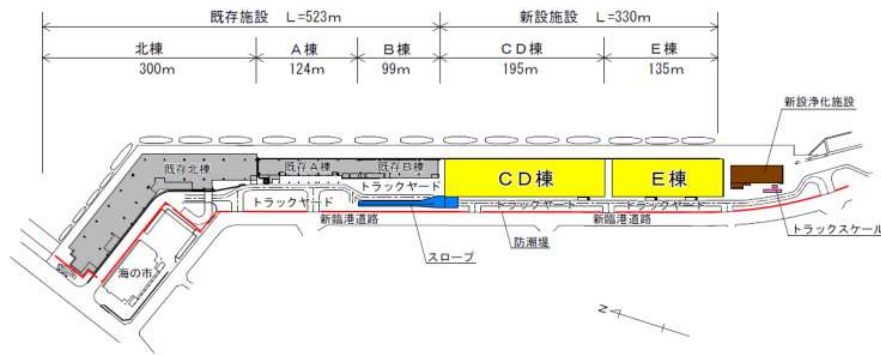 既存施設 L=523m
新設施設 L=330m
北棟
A棟
B棟
CD棟
E棟
300m
124m
99m
195m
135m
新設浄化施設
既存北棟
既存A棟
既存B棟
CD棟
E棟
トラックヤード
トラックヤード
トラックヤード
トラックヤード
新臨港道路
新臨港道路
トラックスケール
防潮堤
スロープ
海の市
N